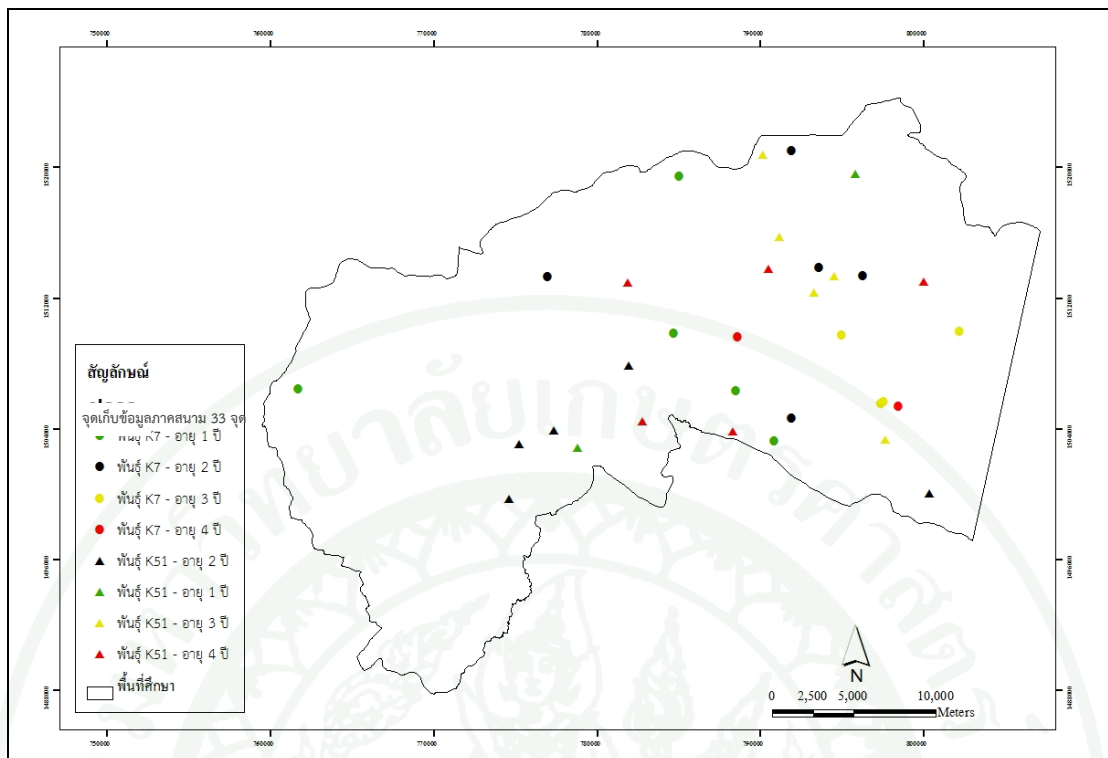 750000 760000 770000 780000 790000 800000
1520000 1520000
1512000 1512000
1504000 1504000
1496000 1496000
1488000 1488000
สัญลักษณ์
จุดเก็บข้อมูลภาคสนาม 33 จุด
พันธุ์ K7 - อายุ 1 ปี
พันธุ์ K7 - อายุ 2 ปี
พันธุ์ K7 - อายุ 3 ปี
พันธุ์ K7 - อายุ 4 ปี
พันธุ์ K51 - อายุ 2 ปี
พันธุ์ K51 - อายุ 1 ปี
พันธุ์ K51 - อายุ 3 ปี
พันธุ์ K51 - อายุ 4 ปี
พื้นที่ศึกษา
N
0 2,500 5,000 10,000
Meters
750000 760000 770000 780000 790000 800000